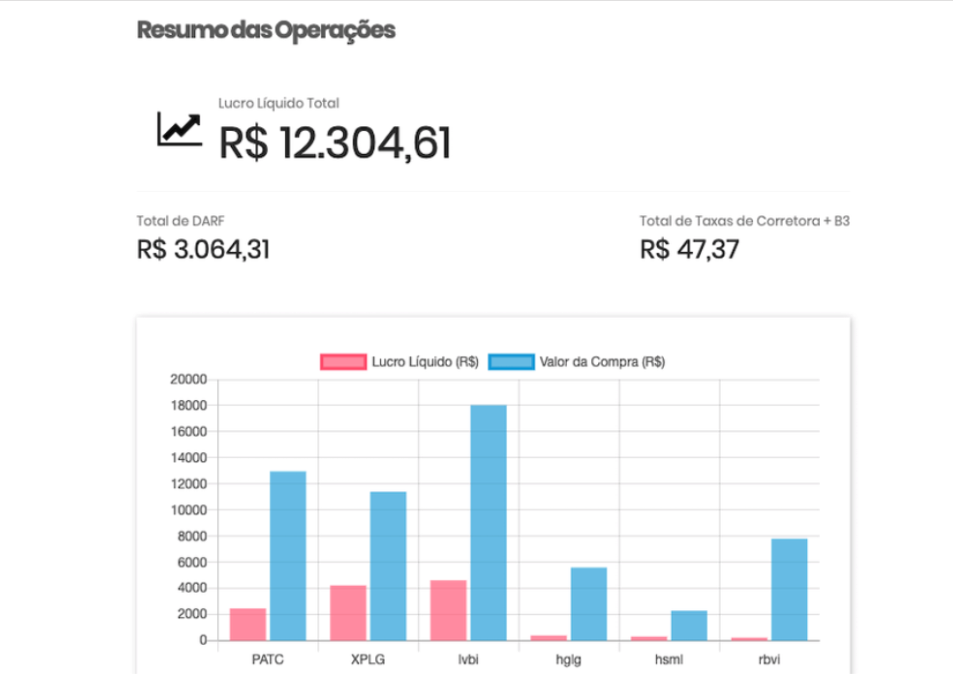 Resumo das Operações
Lucro Líquido Total
R$ 12.304,61
Total de DARF
R$ 3.064,31
Total de Taxas de Corretora + B3
R$ 47,37
Lucro Líquido (R$) Valor da Compra (R$)
20000
18000
16000
14000
12000
10000
8000
6000
4000
2000
0
PATC XPLG lvbi hglg hsml rbvi